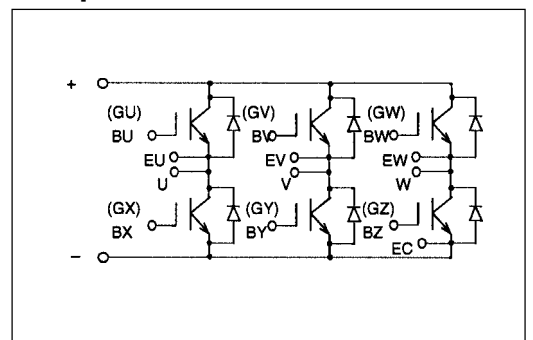 +
(GU) (GV) (GW)
BU BV BW
EU EV EW
U V W
(GX) (GY) (GZ)
BX BY BZ
EC
−